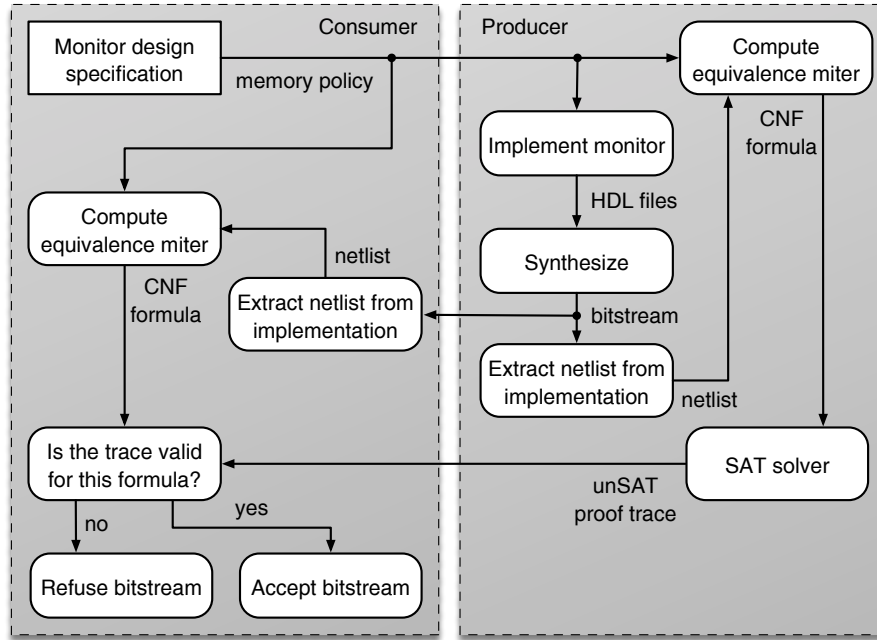 Consumer
Producer
Monitor design
specification
memory policy
Compute
equivalence miter
CNF
formula
Implement monitor
HDL files
Compute
equivalence miter
netlist
CNF
formula
Extract netlist from
implementation
Synthesize
bitstream
Extract netlist from
implementation
netlist
Is the trace valid
for this formula?
SAT solver
unSAT
proof trace
no
yes
Refuse bitstream
Accept bitstream